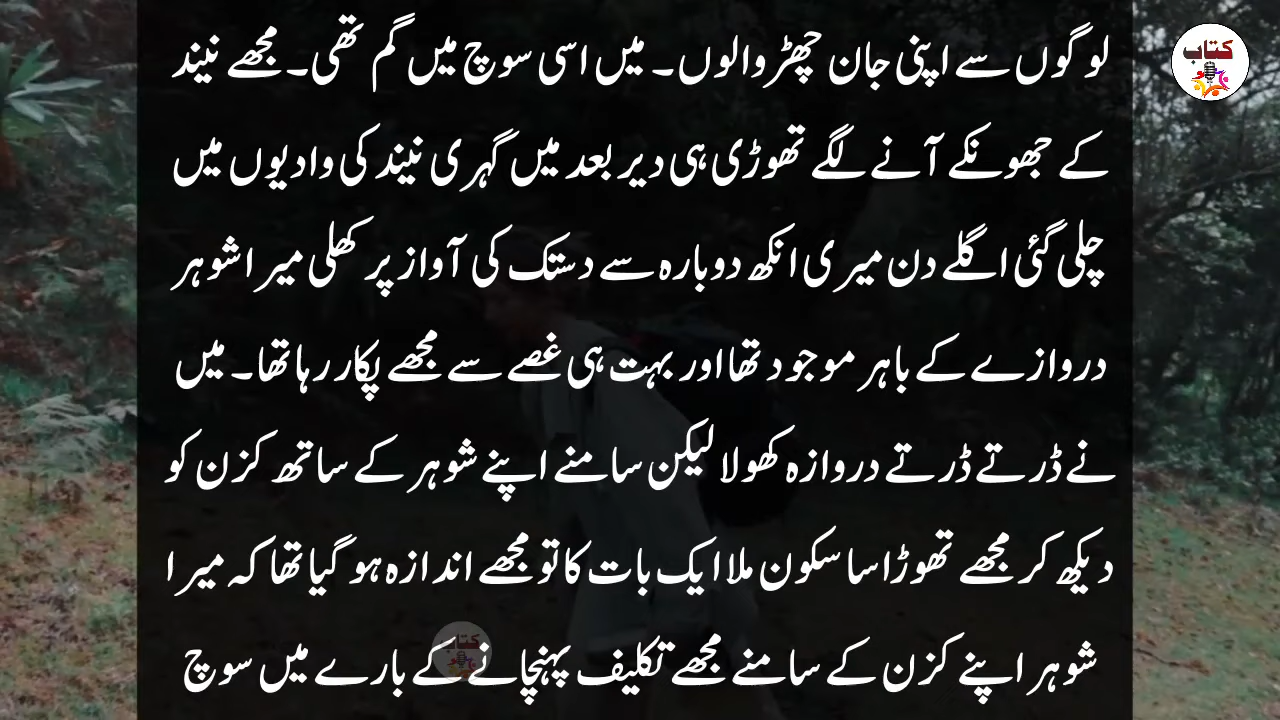 کتاب
لوگوں سے اپنی جان چھڑوالوں۔ میں اسی سوچ میں گم تھی۔ مجھے نیند
کے جھونکے آنے لگے تھوڑی ہی دیر بعد میں گہری نیند کی وادیوں میں
چلی گئی اگلے دن میری انکھ دوبارہ سے دستک کی آواز پر کھلی میرا شوہر
دروازے کے باہر موجود تھا اور بہت ہی غصے سے مجھے پکار رہا تھا۔ میں
نے ڈرتے ڈرتے دروازہ کھولا لیکن سامنے اپنے شوہر کے ساتھ کزن کو
دیکھ کر مجھے تھوڑا سا سکون ملا ایک بات کا تو مجھے اندازہ ہو گیا تھا کہ میرا
شوہر اپنے کزن کے سامنے مجھے تکلیف پہنچانے کے بارے میں سوچ
کتاب